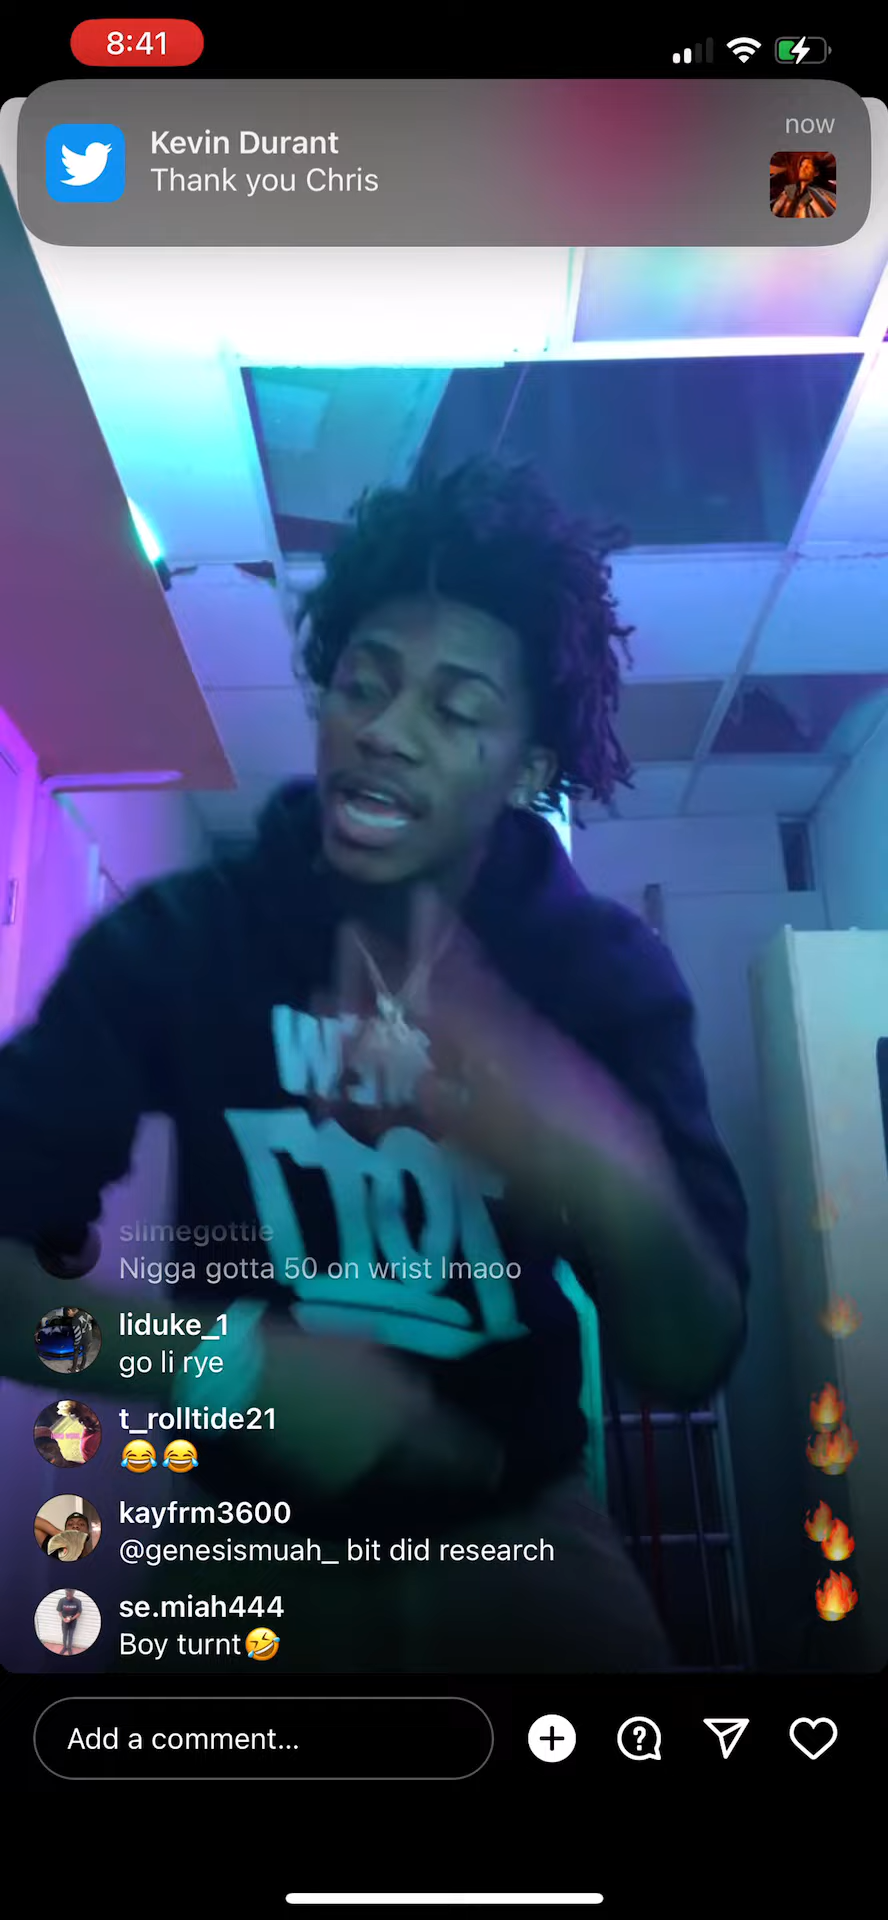 8:41
Kevin Durant
now
Thank you Chris
slimegottie
Nigga gotta 50 on wrist lmaoo
liduke_1
go li rye
t_rolltide21
😂😂
kayfrm3600
@genesismuah_ bit did research
se.miah444
Boy turnt🤣
Add a comment...